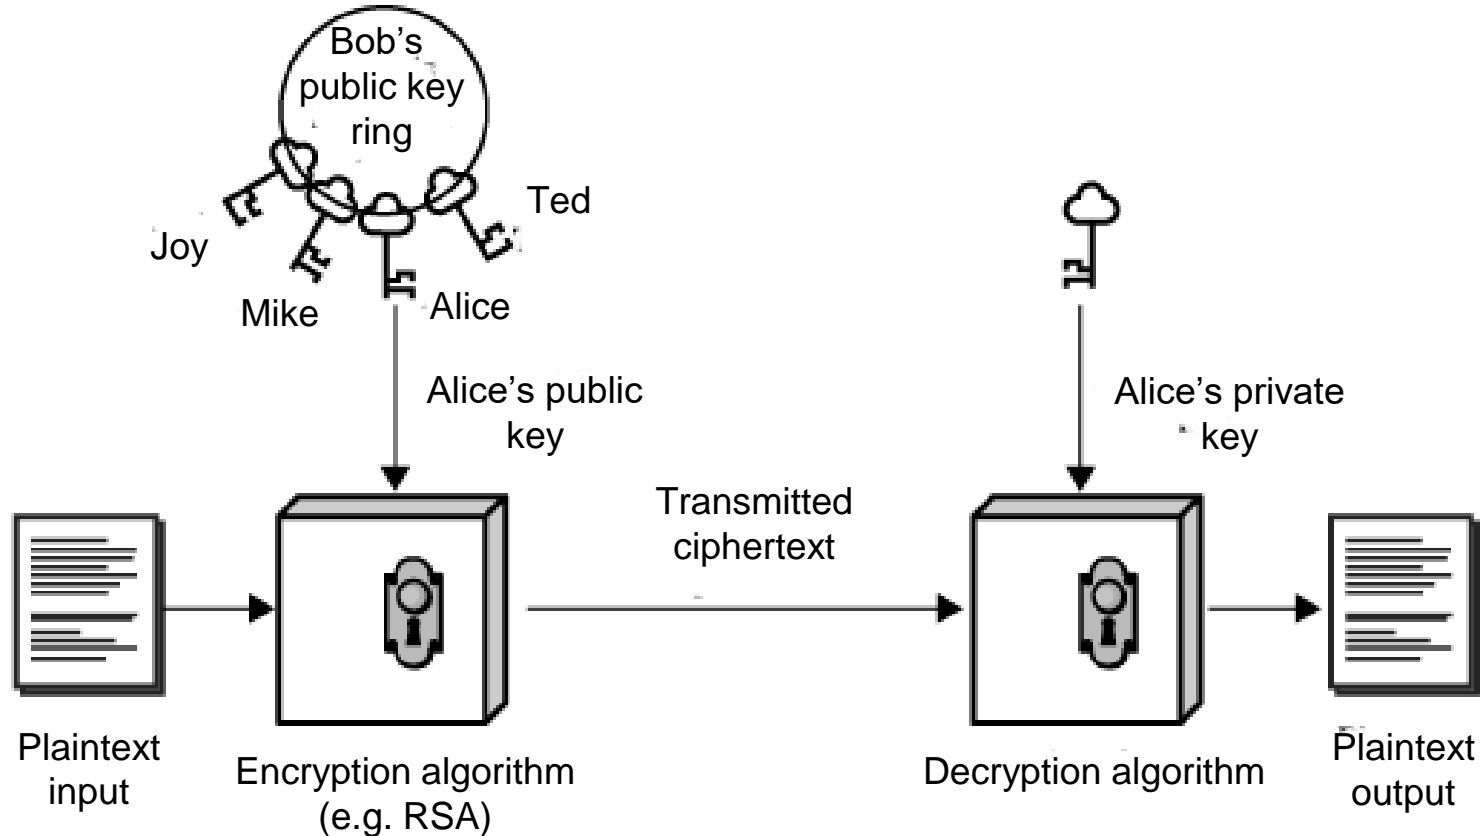 Bob's
public key
ring
Ted
Joy
Mike
Alice
Alice's public
key
Alice's private
key
Transmitted
ciphertext
Plaintext
input
Encryption algorithm
(e.g. RSA)
Decryption algorithm
Plaintext
output